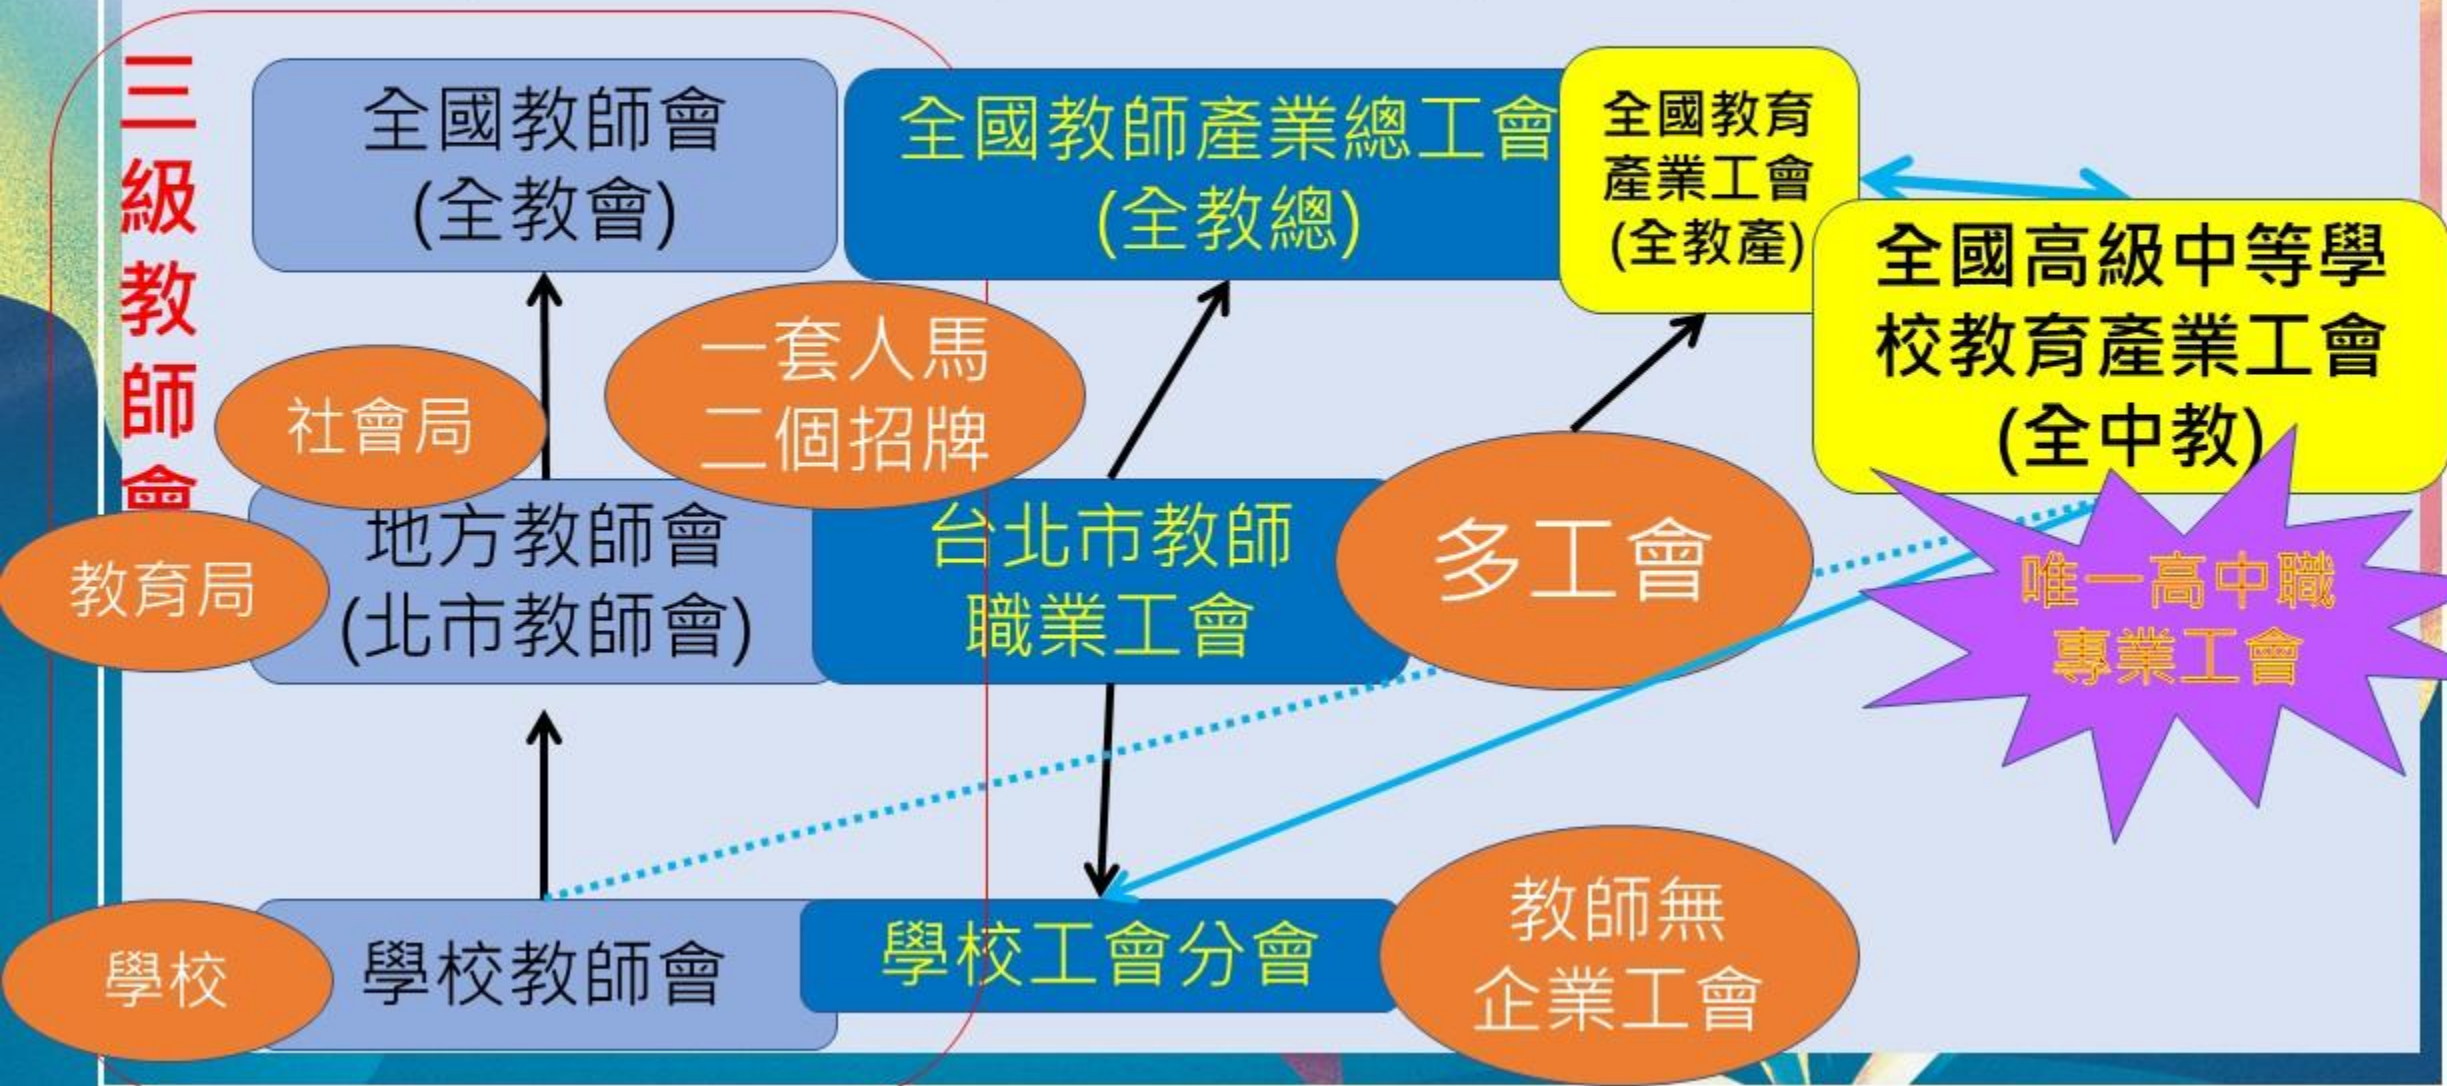 三級教師會
全國教師會
(全教會)
全國教師產業總工會
(全教總)
全國教育
產業工會
(全教產)
全國高級中等學
校教育產業工會
(全中教)
社會局
一套人馬
二個招牌
教育局
地方教師會
(北市教師會)
台北市教師
職業工會
多工會
唯一高中職
專業工會
學校
學校教師會
學校工會分會
教師無
企業工會